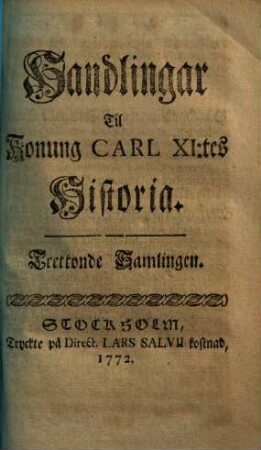 Handlingar
Til
Konung CARL XI:tes
Historia.
Trettonde Samlingen.
STOCKHOLM,
Tryckte på Direct. LARS SALVII kostnad,
1772.